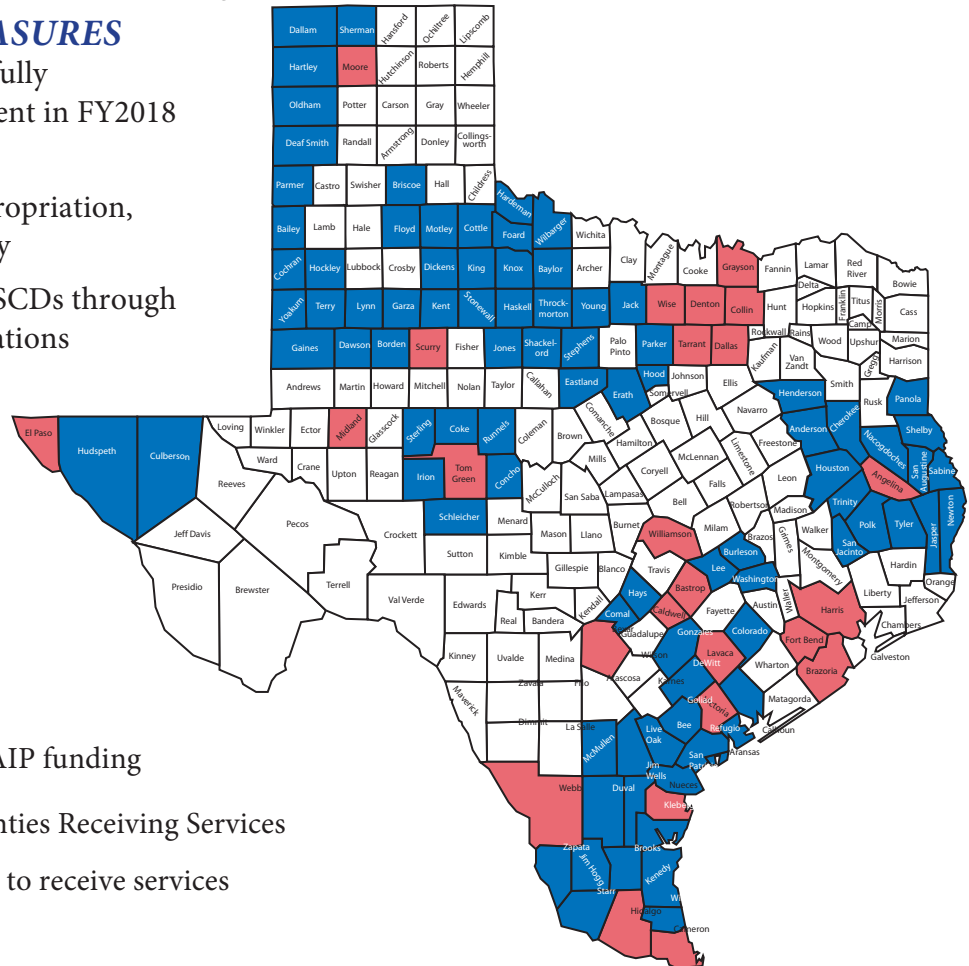 ASURES
fully
ent in FY2018
ropriation,
y
SCDs through
ations
AIP funding
nties Receiving Services
to receive services
Dallam Sherman Hansford Ochiltree Lipscomb
Hartley Moore Hutchinson Roberts Hemphill
Oldham Potter Carson Gray Wheeler
Deaf Smith Randall Armstrong Donley Collings-
worth
Parmer Castro Swisher Briscoe Hall Childress
Hardeman
Bailey Lamb Hale Floyd Motley Cottle Foard Wilbarger Wichita
Cochran Hockley Lubbock Crosby Dickens King Knox Baylor Archer Clay Montague Cooke Grayson Fannin Lamar Red
River Bowie
Delta
Yoakum Terry Lynn Garza Kent Stonewall Haskell Throck-
morton Young Jack Wise Denton Collin Hunt Hopkins Franklin Titus Morris Cass
Camp
Gaines Dawson Borden Scurry Fisher Jones Shackel-
ord Stephens Palo
Pinto Parker Tarrant Dallas Rockwall Rains Wood Upshur Marion
Kaufman Van
Zandt Gregg Harrison
Andrews Martin Howard Mitchell Nolan Taylor Callahan Eastland Erath Hood Somervell Johnson Ellis Henderson Smith Rusk Panola
El Paso Hudspeth Culberson Loving Winkler Ector Midland Glasscock Sterling Coke Runnels Coleman Brown Comanche Bosque Hill Navarro Anderson Cherokee Nacogdoches Shelby
Reeves Ward Crane Upton Reagan Irion Tom
Green Concho McCulloch Mills Hamilton Coryell McLennan Limestone Freestone Leon Houston Angelina San
Augustine Sabine
Jeff Davis Pecos Crockett Schleicher Menard San Saba Lampasas Bell Falls Robertson Madison Trinity Polk Tyler Jasper Newton
Presidio Brewster Terrell Val Verde Sutton Kimble Mason Llano Burnet Williamson Milam Brazos Grimes Walker San
Jacinto Hardin
Edwards Gillespie Blanco Travis Lee Burleson Washington Montgomery Liberty Orange
Jefferson
Real Kerr Bandera Kendall Comal Hays Caldwell Bastrop Fayette Austin Waller Harris Chambers
Kinney Uvalde Medina Guadalupe Gonzales Lavaca Colorado Fort Bend Galveston
Maverick Zavala Frio Atascosa Wilson Karnes DeWitt Wharton Brazoria
Dimmit La Salle McMullen Live
Oak Bee Goliad Victoria Refugio Calhoun Matagorda
Webb Duval Jim
Wells San
Patr Aransas
Nueces
Kleberg
Zapata Jim Hogg Brooks Kenedy
Starr Hidalgo Wi
Cameron